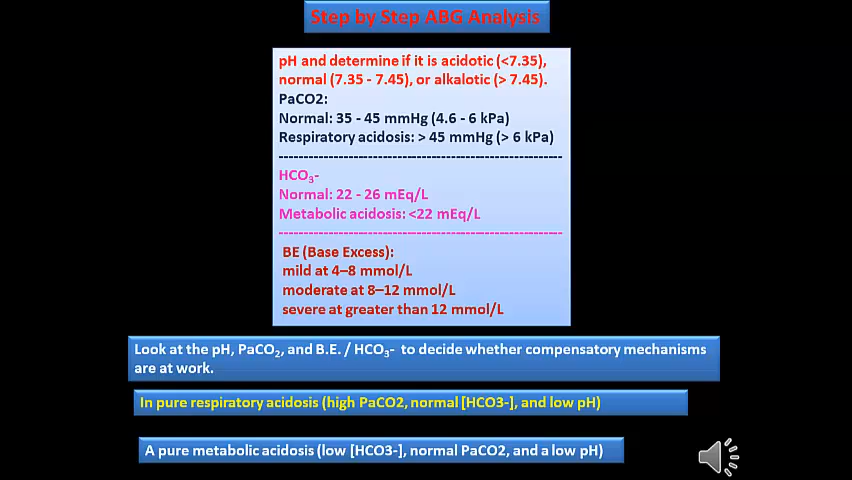 Step by Step ABG Analysis
pH and determine if it is acidotic (<7.35),
normal (7.35 - 7.45), or alkalotic (> 7.45).
PaCO2:
Normal: 35 - 45 mmHg (4.6 - 6 kPa)
Respiratory acidosis: > 45 mmHg (> 6 kPa)
HCO₃-
Normal: 22 - 26 mEq/L
Metabolic acidosis: <22 mEq/L
BE (Base Excess):
mild at 4–8 mmol/L
moderate at 8–12 mmol/L
severe at greater than 12 mmol/L
Look at the pH, PaCO₂, and B.E. / HCO₃- to decide whether compensatory mechanisms
are at work.
In pure respiratory acidosis (high PaCO2, normal [HCO3-], and low pH)
A pure metabolic acidosis (low [HCO3-], normal PaCO2, and a low pH)